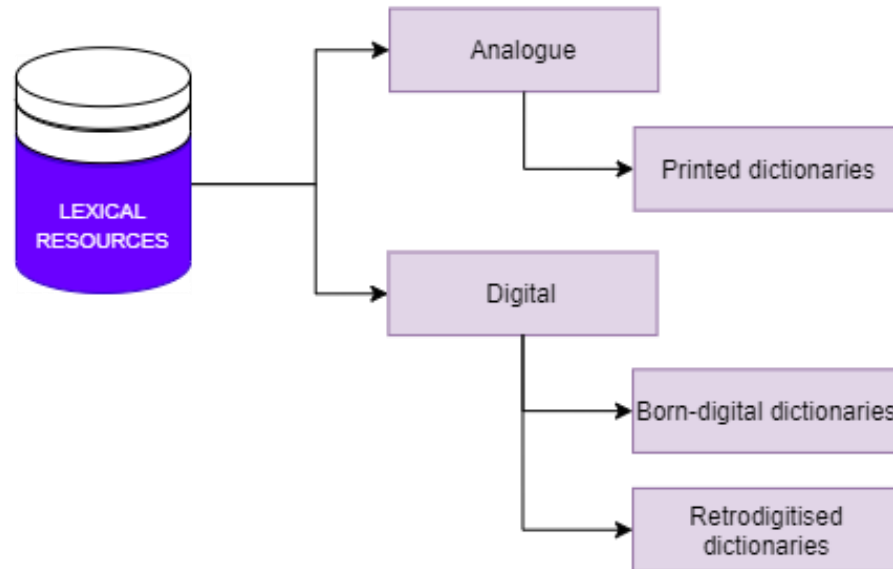 Analogue
Printed dictionaries
LEXICAL
RESOURCES
Digital
Born-digital dictionaries
Retrodigitised
dictionaries